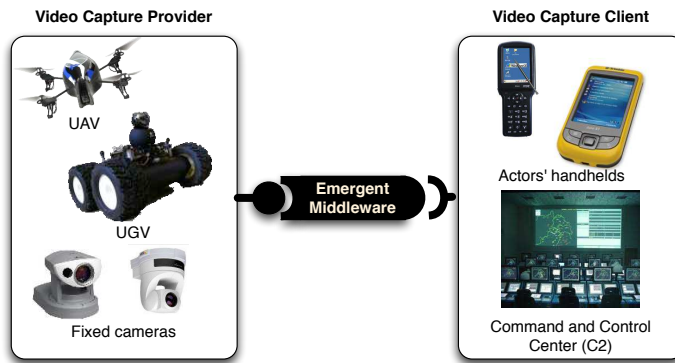 Video Capture Provider
UAV
UGV
Fixed cameras
Emergent
Middleware
Video Capture Client
Actors' handhelds
Command and Control
Center (C2)